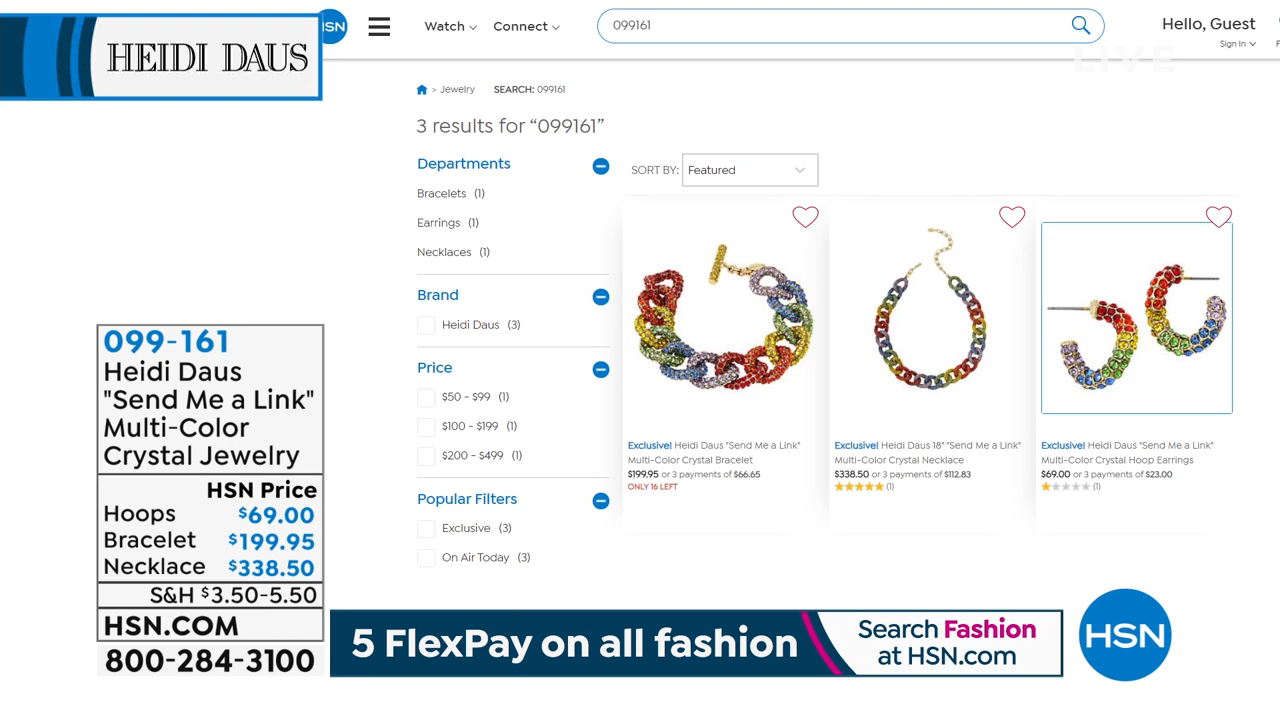 HEIDI DAUS
HSN
Watch
Connect
099161
Hello, Guest
Sign In
F
LIVE
> Jewelry SEARCH: 099161
3 results for “099161”
Departments
Bracelets (1)
Earrings (1)
Necklaces (1)
Brand
Heidi Daus (3)
Price
$50 - $99 (1)
$100 - $199 (1)
$200 - $499 (1)
Popular Filters
Exclusive (3)
On Air Today (3)
SORT BY: Featured
Exclusive! Heidi Daus "Send Me a Link"
Multi-Color Crystal Bracelet
$199.95 or 3 payments of $66.65
ONLY 16 LEFT
Exclusive! Heidi Daus 18" "Send Me a Link"
Multi-Color Crystal Necklace
$338.50 or 3 payments of $112.83
(1)
Exclusive! Heidi Daus "Send Me a Link"
Multi-Color Crystal Hoop Earrings
$69.00 or 3 payments of $23.00
(1)
099-161
Heidi Daus
"Send Me a Link"
Multi-Color
Crystal Jewelry
HSN Price
Hoops $69.00
Bracelet $199.95
Necklace $338.50
S&H $3.50-5.50
HSN.COM
800-284-3100
5 FlexPay on all fashion
Search Fashion
at HSN.com
HSN